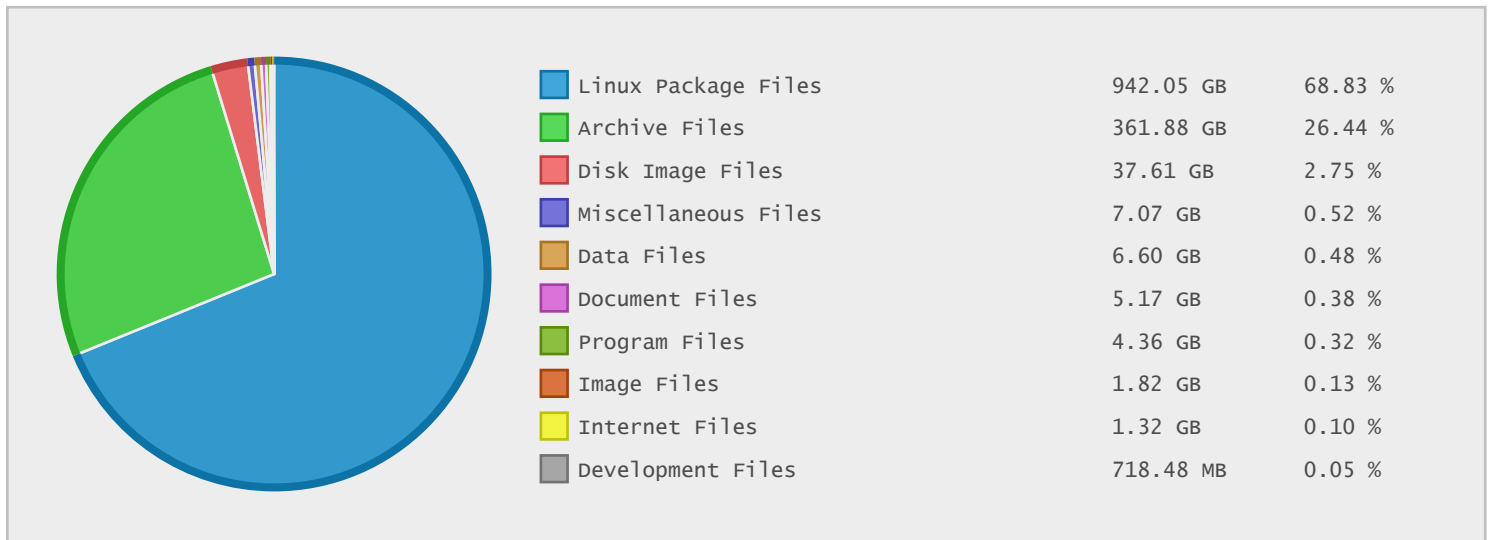 Linux Package Files 942.05 GB 68.83 %
Archive Files 361.88 GB 26.44 %
Disk Image Files 37.61 GB 2.75 %
Miscellaneous Files 7.07 GB 0.52 %
Data Files 6.60 GB 0.48 %
Document Files 5.17 GB 0.38 %
Program Files 4.36 GB 0.32 %
Image Files 1.82 GB 0.13 %
Internet Files 1.32 GB 0.10 %
Development Files 718.48 MB 0.05 %